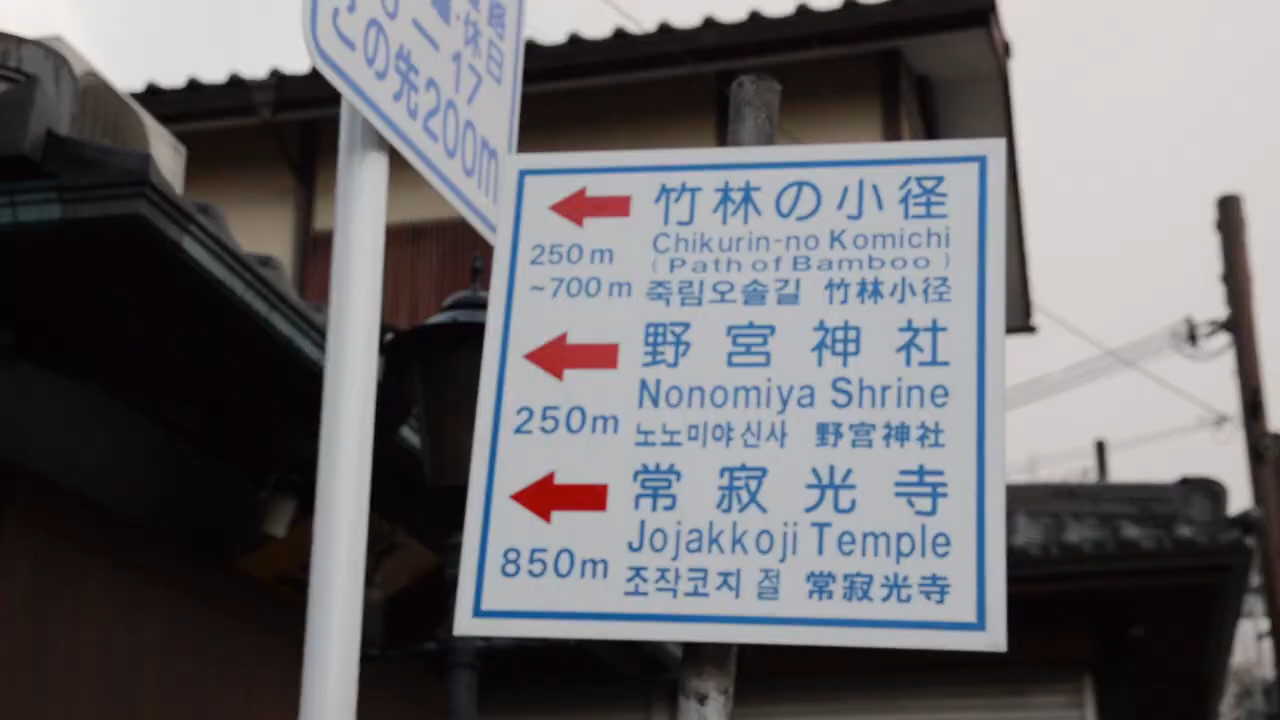 休日
17
この先200m
竹林の小径
250m
Chikurin-no Komichi
(Path of Bamboo)
~700m
죽림오솔길 竹林小径
野宮神社
Nonomiya Shrine
250m
노노미야신사 野宮神社
常寂光寺
Jojakkoji Temple
850m
조작코지 절 常寂光寺